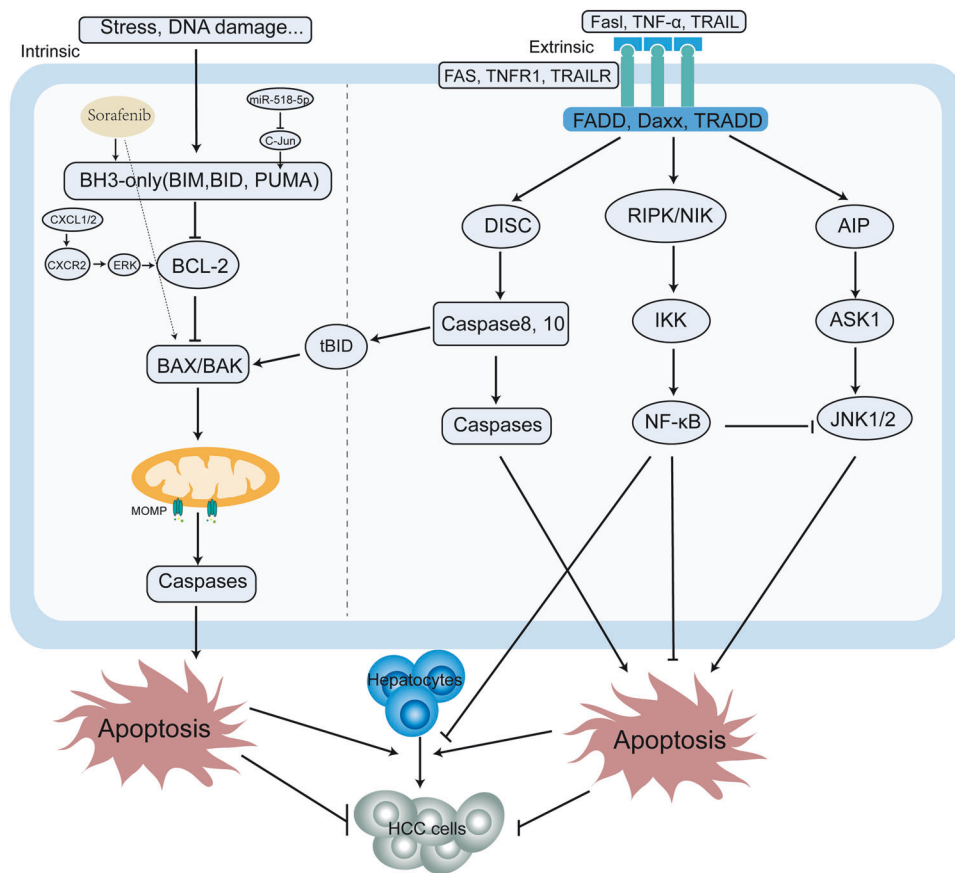 Stress, DNA damage...
Intrinsic
Fasl, TNF-α, TRAIL
Extrinsic
FAS, TNFR1, TRAILR
FADD, Daxx, TRADD
Sorafenib
miR-518-5p
C-Jun
BH3-only(BIM,BID, PUMA)
CXCL1/2
CXCR2
ERK
BCL-2
BAX/BAK
tBID
MOMP
Caspases
DISC
Caspase8, 10
Caspases
RIPK/NIK
IKK
NF-κB
AIP
ASK1
JNK1/2
Apoptosis
Hepatocytes
Apoptosis
HCC cells